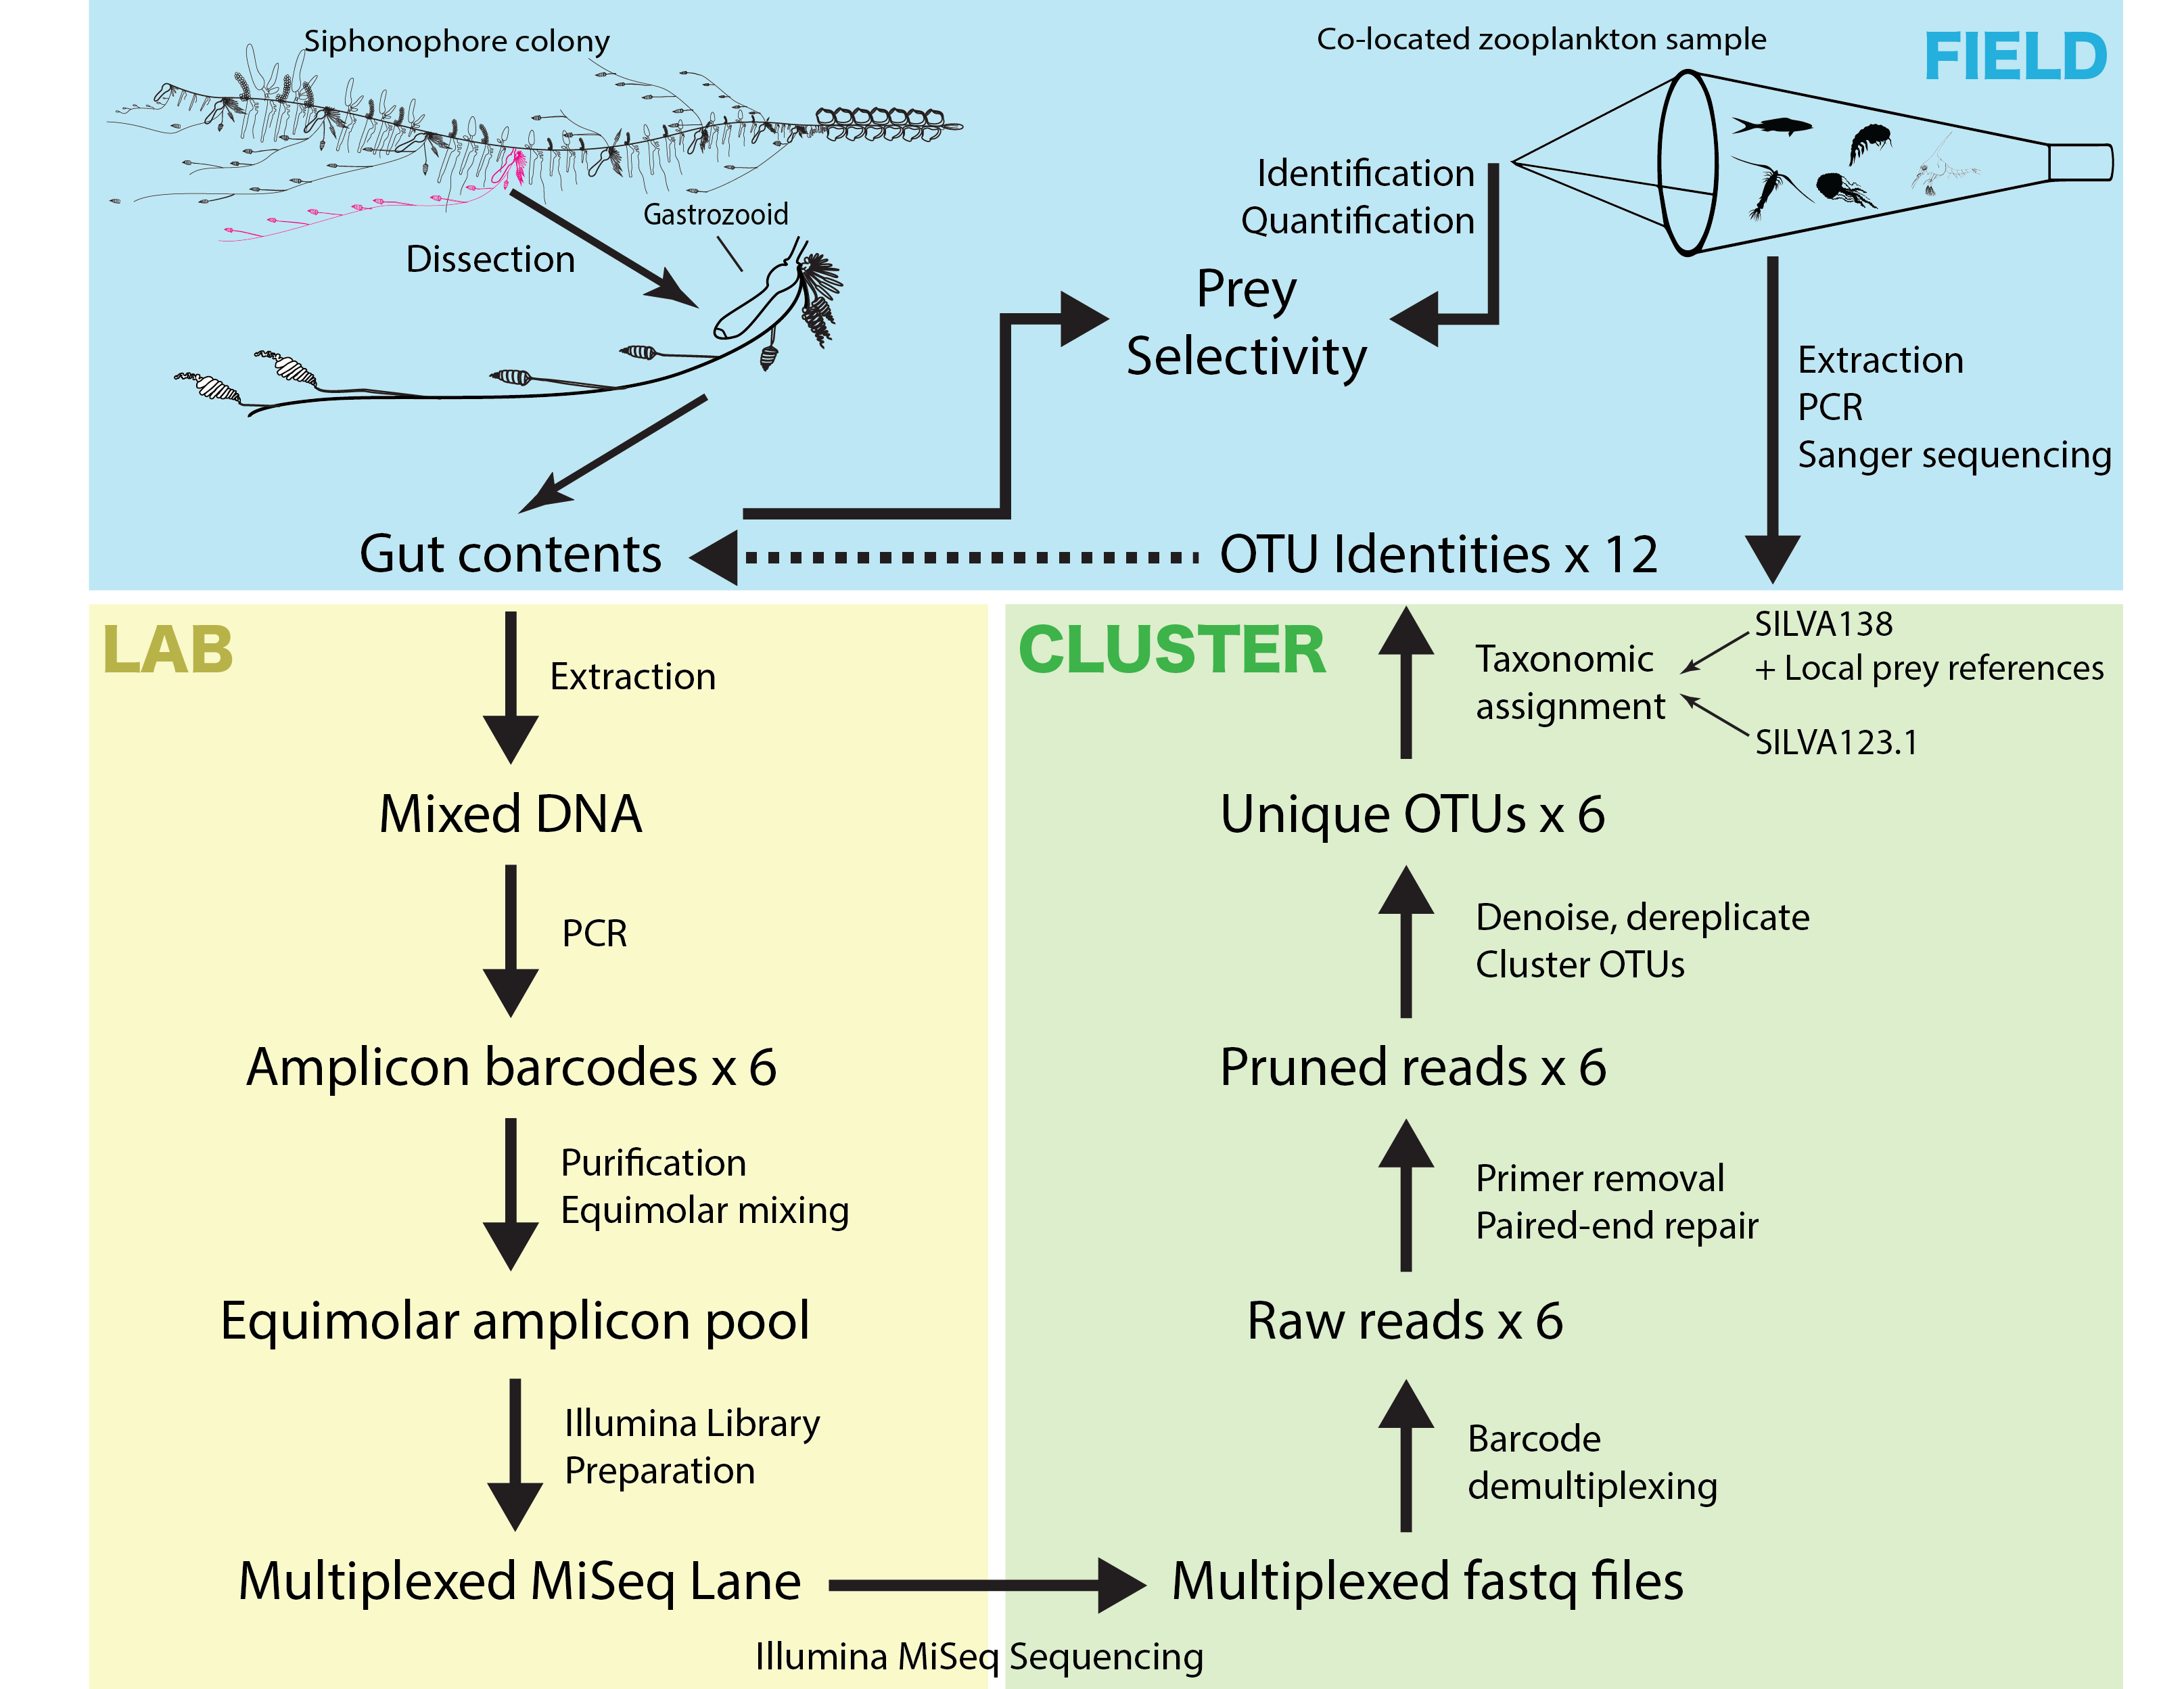 Siphonophore colony
Co-located zooplankton sample
FIELD
Identification
Quantification
Gastrozooid
Dissection
Prey
Selectivity
Extraction
PCR
Sanger sequencing
Gut contents
OTU Identities x 12
LAB
Extraction
Mixed DNA
PCR
Amplicon barcodes x 6
Purification
Equimolar mixing
Equimolar amplicon pool
Illumina Library
Preparation
Multiplexed MiSeq Lane
Illumina MiSeq Sequencing
CLUSTER
Taxonomic
assignment
SILVA138
+ Local prey references
SILVA123.1
Unique OTUs x 6
Denoise, dereplicate
Cluster OTUs
Pruned reads x 6
Primer removal
Paired-end repair
Raw reads x 6
Barcode
demultiplexing
Multiplexed fastq files